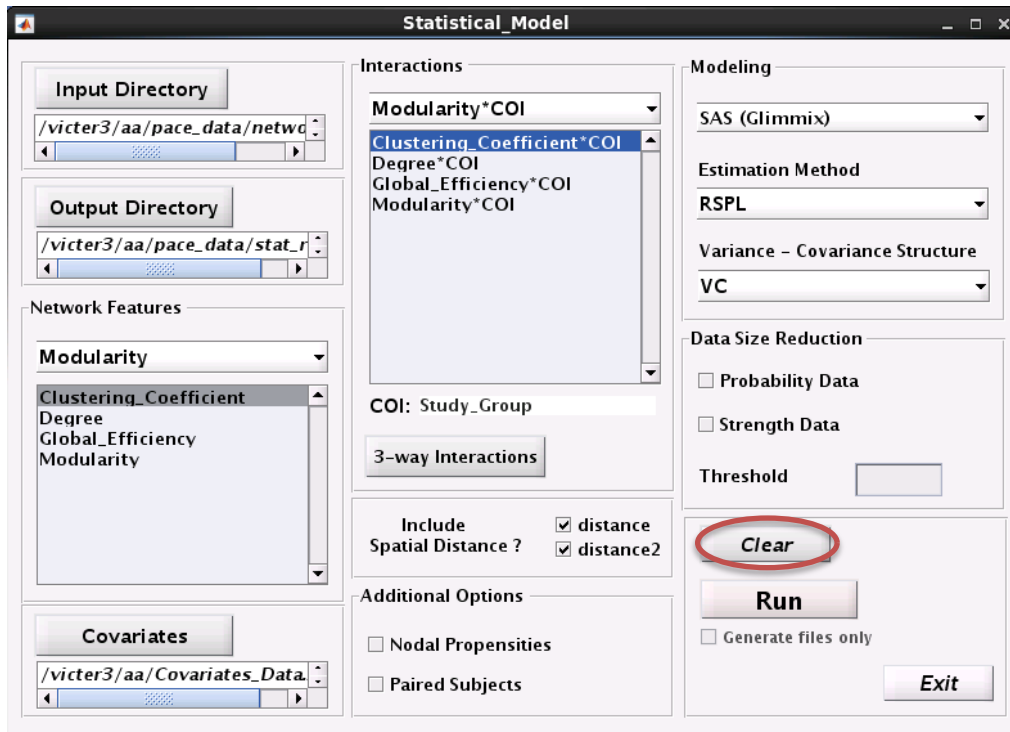 Statistical_Model
Input Directory
/victer3/aa/pace_data/netwo
Output Directory
/victer3/aa/pace_data/stat_r
Network Features
Modularity
Clustering_Coefficient
Degree
Global_Efficiency
Modularity
Covariates
/victer3/aa/Covariates_Data.
Interactions
Modularity*COI
Clustering_Coefficient*COI
Degree*COI
Global_Efficiency*COI
Modularity*COI
COI: Study_Group
3-way Interactions
Include
Spatial Distance ?
distance
distance2
Additional Options
Nodal Propensities
Paired Subjects
Modeling
SAS (Glimmix)
Estimation Method
RSPL
Variance - Covariance Structure
VC
Data Size Reduction
Probability Data
Strength Data
Threshold
Clear
Run
Generate files only
Exit